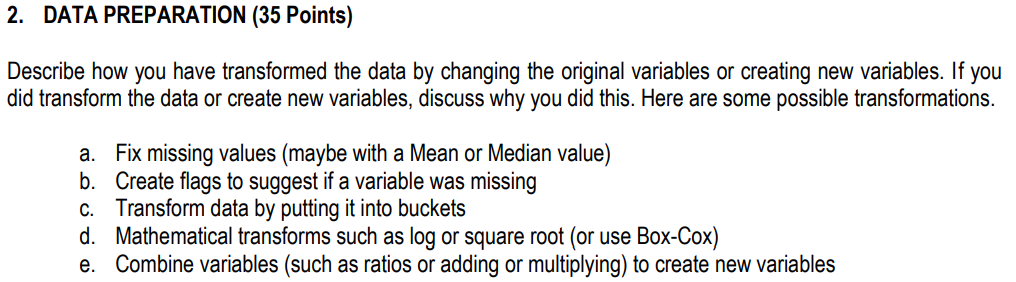 2. DATA PREPARATION (35 Points)
Describe how you have transformed the data by changing the original variables or creating new variables. If you
did transform the data or create new variables, discuss why you did this. Here are some possible transformations.
a. Fix missing values (maybe with a Mean or Median value)
b. Create flags to suggest if a variable was missing
c. Transform data by putting it into buckets
d. Mathematical transforms such as log or square root (or use Box-Cox)
e. Combine variables (such as ratios or adding or multiplying) to create new variables